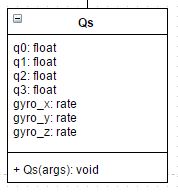 Qs
q0: float
q1: float
q2: float
q3: float
gyro_x: rate
gyro_y: rate
gyro_z: rate
+ Qs(args): void